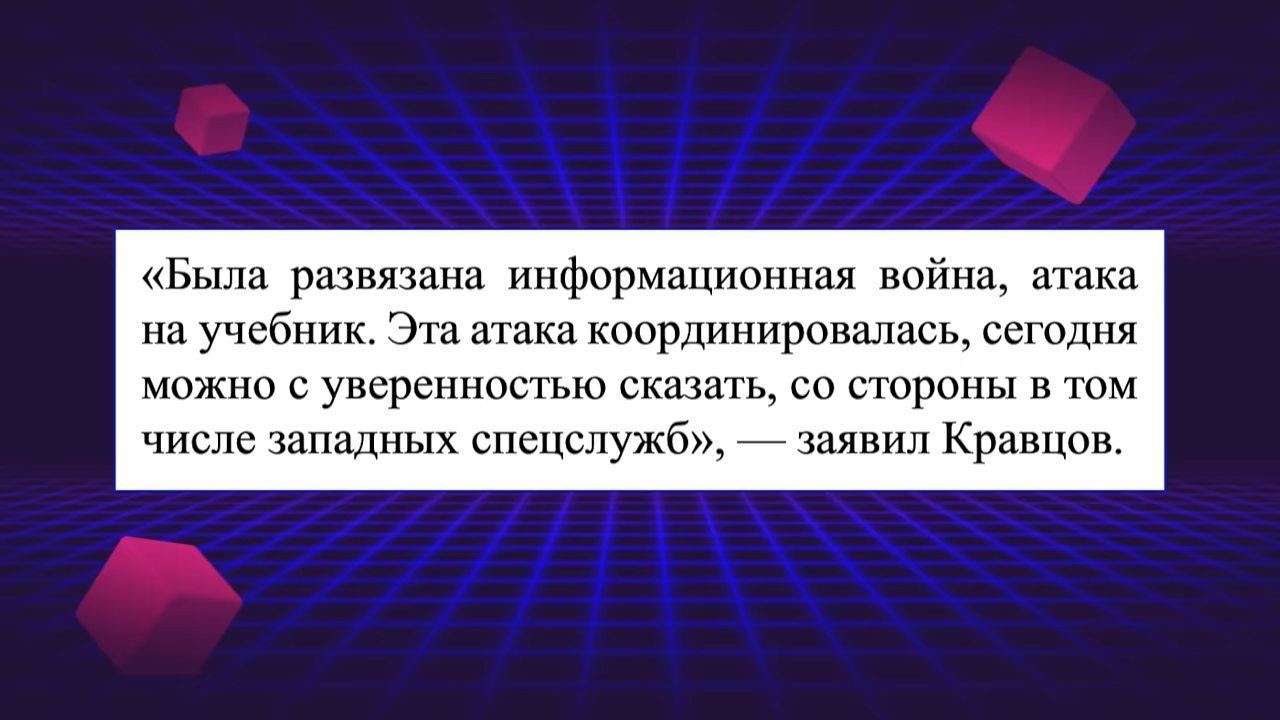 «Была развязана информационная война, атака
на учебник. Эта атака координировалась, сегодня
можно с уверенностью сказать, со стороны в том
числе западных спецслужб», — заявил Кравцов.